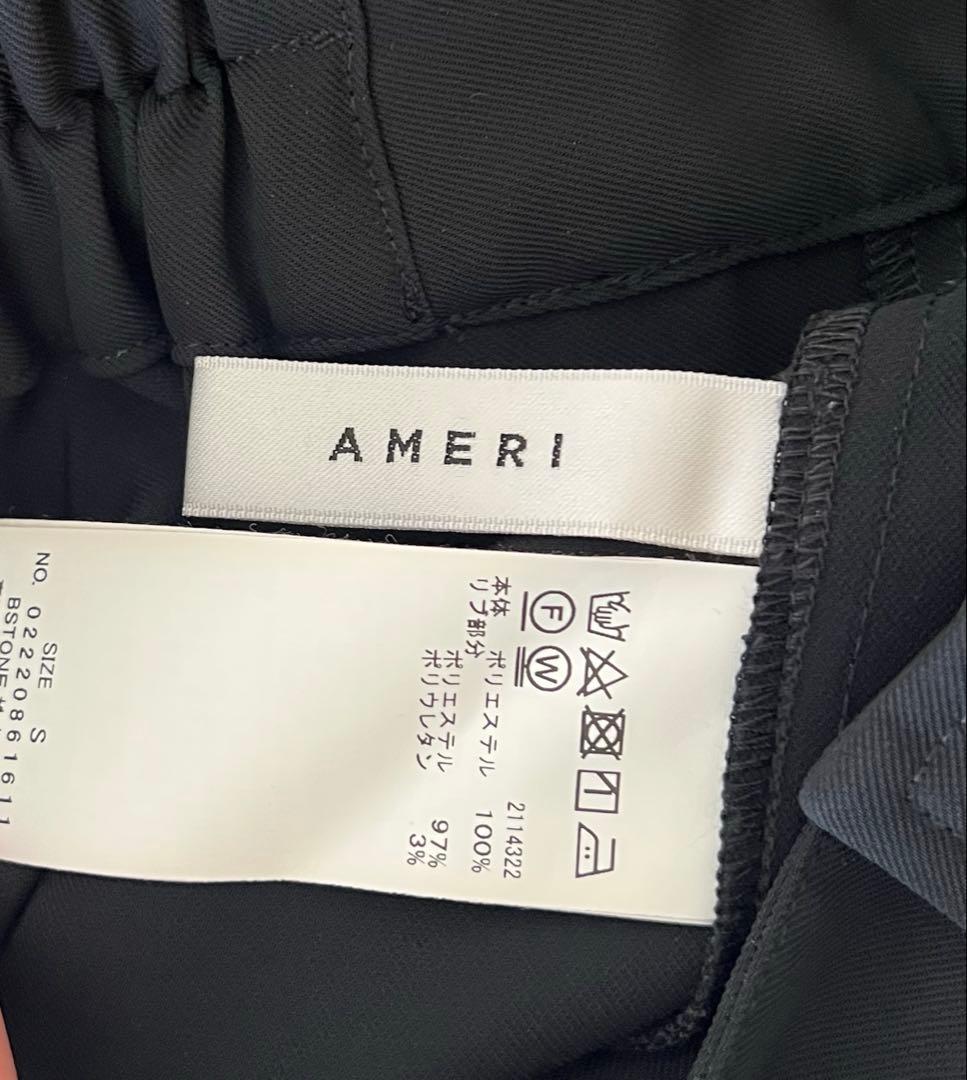 AMERI
2114322
本体 ポリエステル 100%
リブ部分 ポリエステル 97%
ポリウレタン 3%
SIZE S
NO. 02220861611